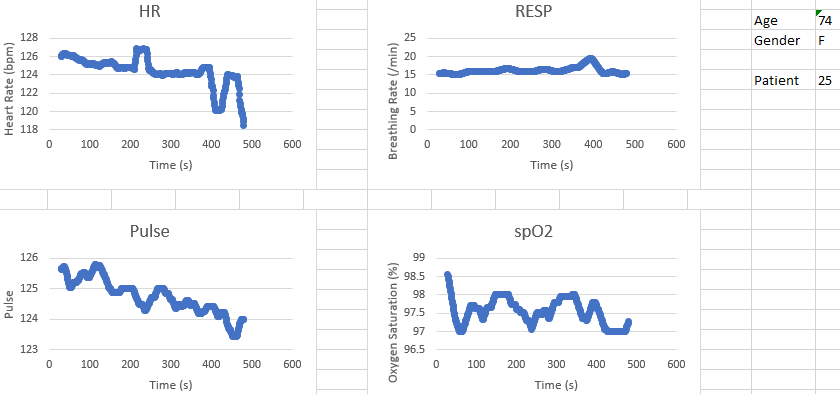 HR
128
126
124
122
120
118
Heart Rate (bpm)
0 100 200 300 400 500 600
Time (s)
RESP
25
20
15
10
5
0
Breathing Rate (/min)
0 100 200 300 400 500 600
Time (s)
Age 74
Gender F
Patient 25
Pulse
126
125
124
123
Pulse
0 100 200 300 400 500 600
Time (s)
spO2
99
98.5
98
97.5
97
96.5
Oxygen Saturation (%)
0 100 200 300 400 500 600
Time (s)